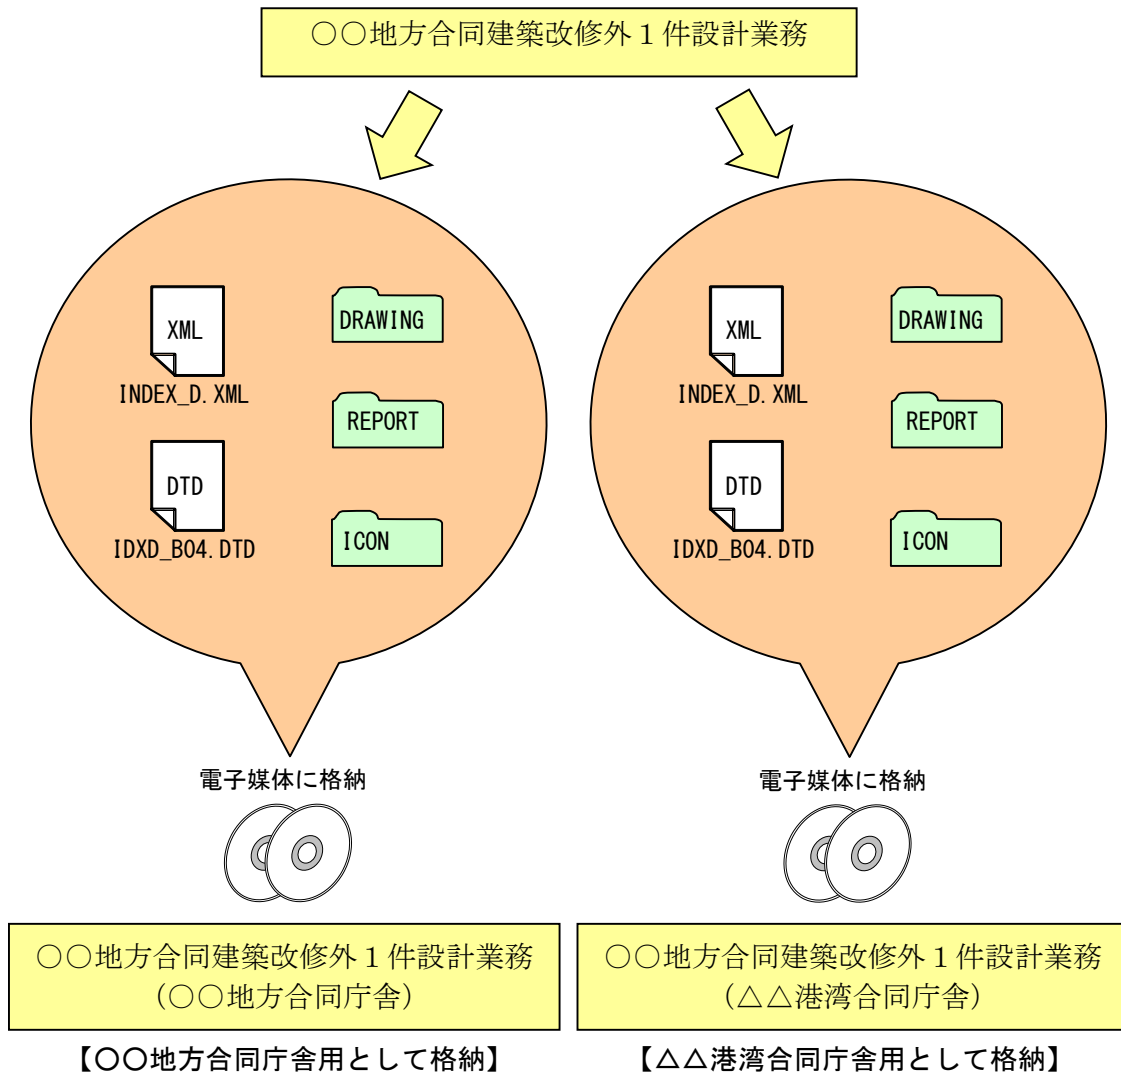 ○○地方合同建築改修外１件設計業務
XML
INDEX_D.XML
DTD
IDXD_B04.DTD
DRAWING
REPORT
ICON
電子媒体に格納
○○地方合同建築改修外１件設計業務
（○○地方合同庁舎）
【○○地方合同庁舎用として格納】
XML
INDEX_D.XML
DTD
IDXD_B04.DTD
DRAWING
REPORT
ICON
電子媒体に格納
○○地方合同建築改修外１件設計業務
（△△港湾合同庁舎）
【△△港湾合同庁舎用として格納】